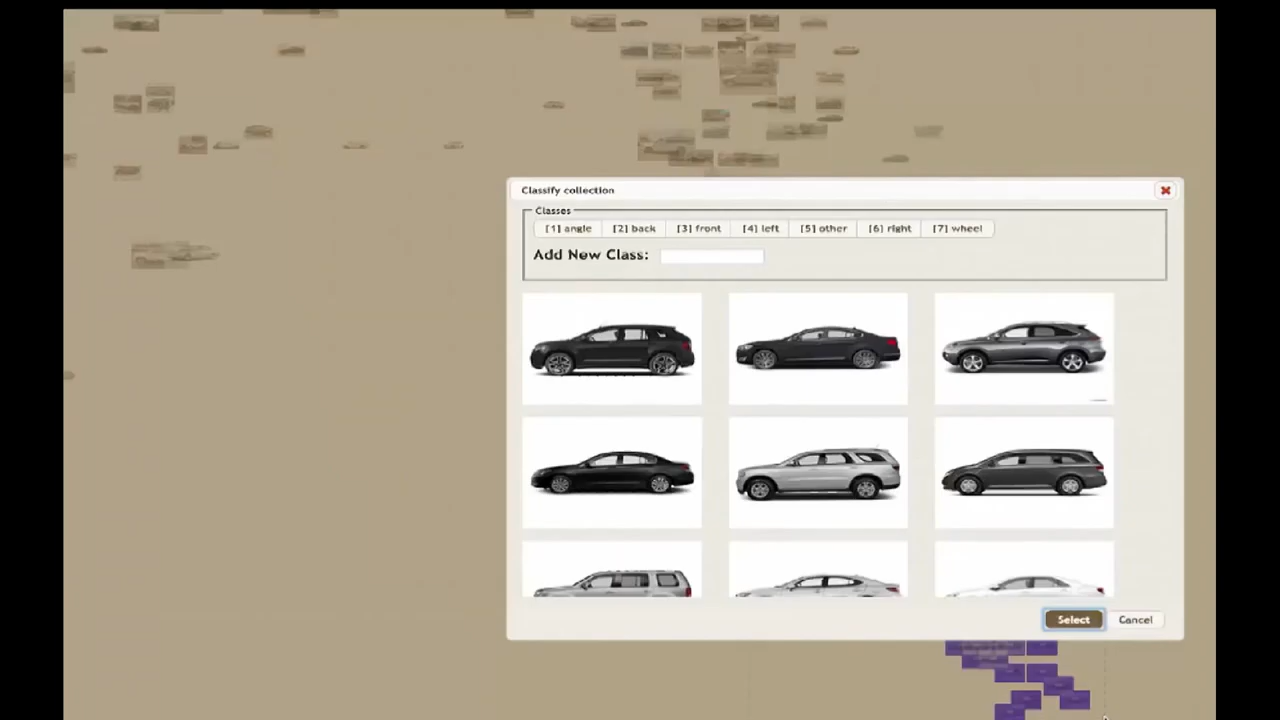 Classify collection
Classes
[1] angle [2] back [3] front [4] left [5] other [6] right [7] wheel
Add New Class:
Select Cancel